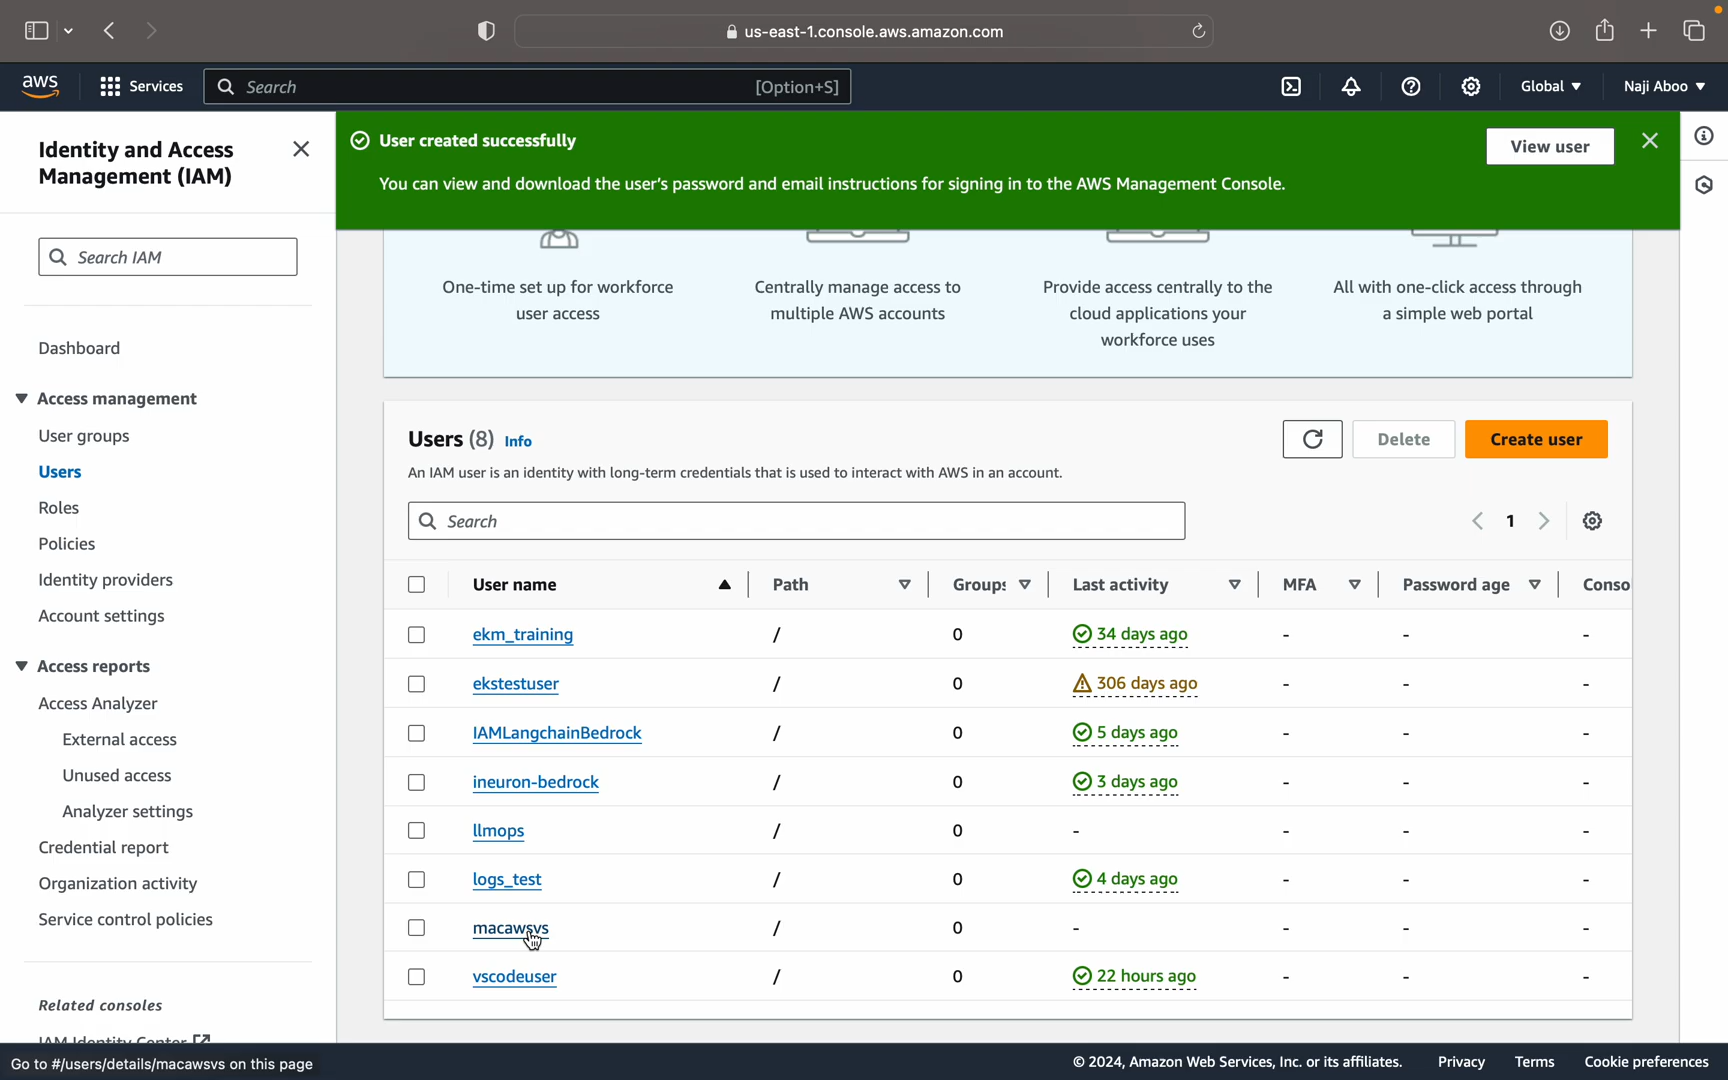 us-east-1.console.aws.amazon.com
aws
Services
Search
[Option+S]
Global ▼
Naji Aboo ▼
Identity and Access
Management (IAM)
Search IAM
Dashboard
Access management
User groups
Users
Roles
Policies
Identity providers
Account settings
Access reports
Access Analyzer
External access
Unused access
Analyzer settings
Credential report
Organization activity
Service control policies
Related consoles
IAM Identity Center
User created successfully
You can view and download the user's password and email instructions for signing in to the AWS Management Console.
View user
One-time set up for workforce
user access
Centrally manage access to
multiple AWS accounts
Provide access centrally to the
cloud applications your
workforce uses
All with one-click access through
a simple web portal
Users (8) Info
An IAM user is an identity with long-term credentials that is used to interact with AWS in an account.
Delete
Create user
Search
1
User name Path Groups Last activity MFA Password age Conso
ekm_training / 0 34 days ago - - -
ekstestuser / 0 306 days ago - - -
IAMLangchainBedrock / 0 5 days ago - - -
ineuron-bedrock / 0 3 days ago - - -
llmops / 0 - - - -
logs_test / 0 4 days ago - - -
macawsvs / 0 - - - -
vscodeuser / 0 22 hours ago - - -
Go to #/users/details/macawsvs on this page
© 2024, Amazon Web Services, Inc. or its affiliates.
Privacy
Terms
Cookie preferences